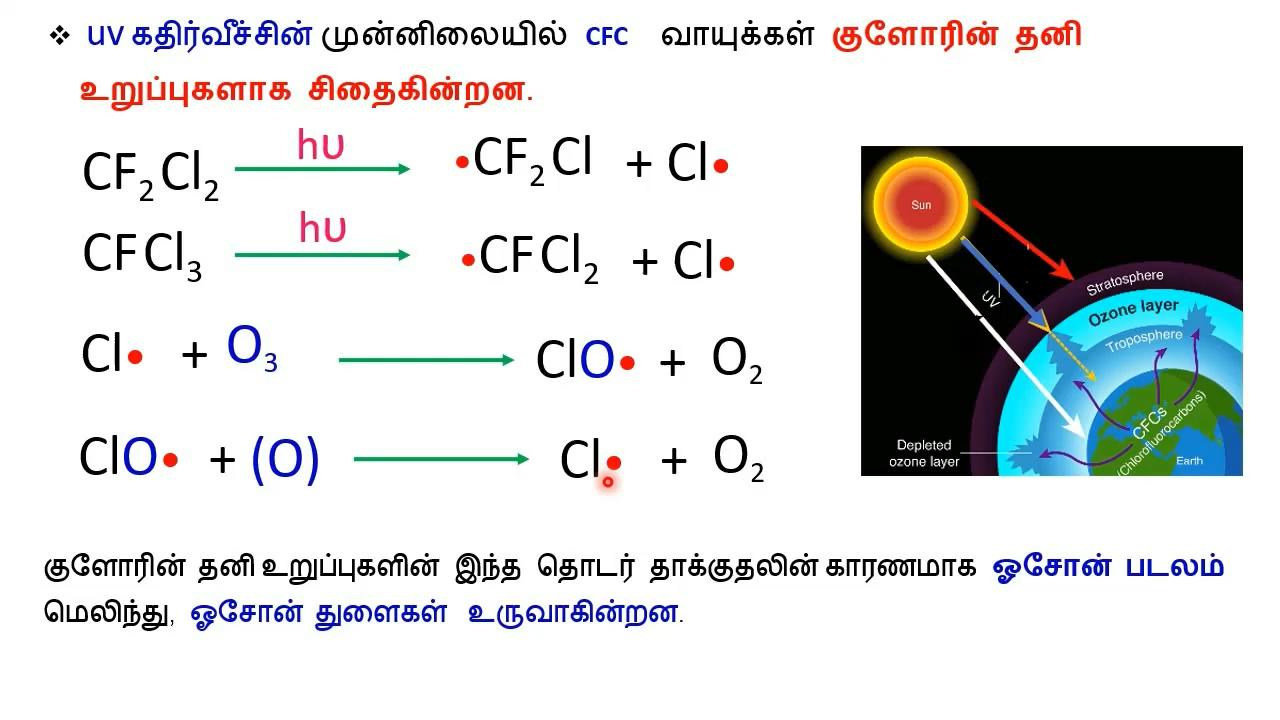 ❖ UV கதிர்வீச்சின் முன்னிலையில் CFC வாயுக்கள் குளோரின் தனி
உறுப்புகளாக சிதைகின்றன.
CF₂Cl₂ hυ •CF₂Cl + Cl•
CFCl₃ hυ •CFCl₂ + Cl•
Cl• + O₃ → ClO• + O₂
ClO• + (O) → Cl• + O₂
Sun
UV
Stratosphere
Ozone layer
Troposphere
CFCs
(Chlorofluorocarbons)
Earth
Depleted
ozone layer
குளோரின் தனி உறுப்புகளின் இந்த தொடர் தாக்குதலின் காரணமாக ஓசோன் படலம்
மெலிந்து, ஓசோன் துளைகள் உருவாகின்றன.